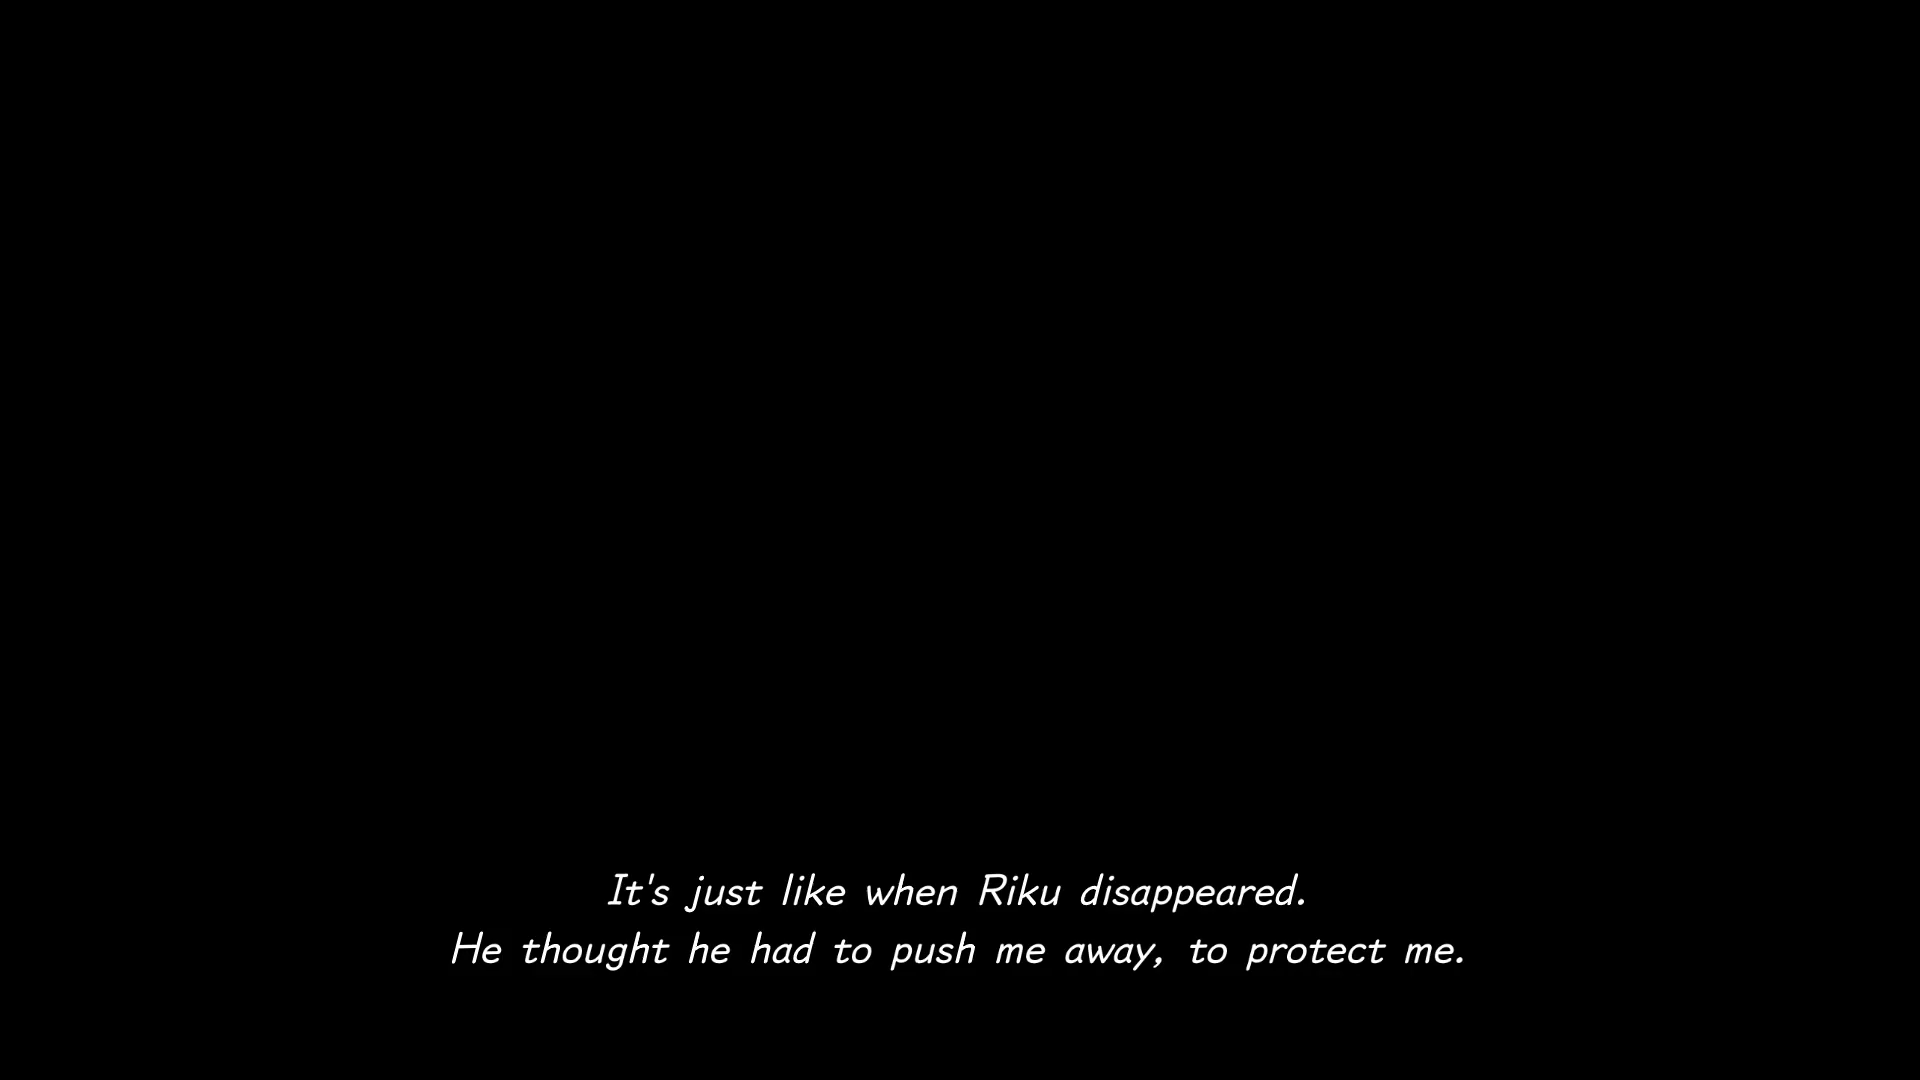 It's just like when Riku disappeared.
He thought he had to push me away, to protect me.